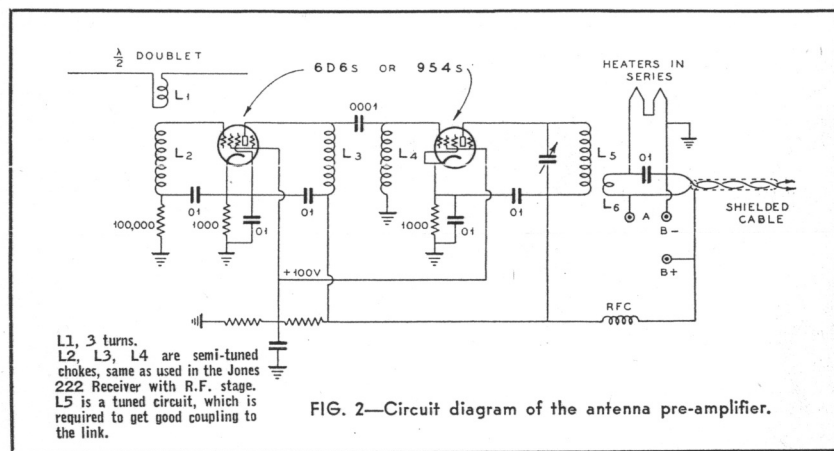 λ/2 DOUBLET
6D6s OR 954s
HEATERS IN
SERIES
L1
0001
L2
L3
L4
L5
01
L6
A
B-
SHIELDED
CABLE
100,000
01
1000
01
01
1000
01
01
B+
+100V
RFC
L1, 3 turns.
L2, L3, L4 are semi-tuned
chokes, same as used in the Jones
222 Receiver with R.F. stage.
L5 is a tuned circuit, which is
required to get good coupling to
the link.
FIG. 2—Circuit diagram of the antenna pre-amplifier.